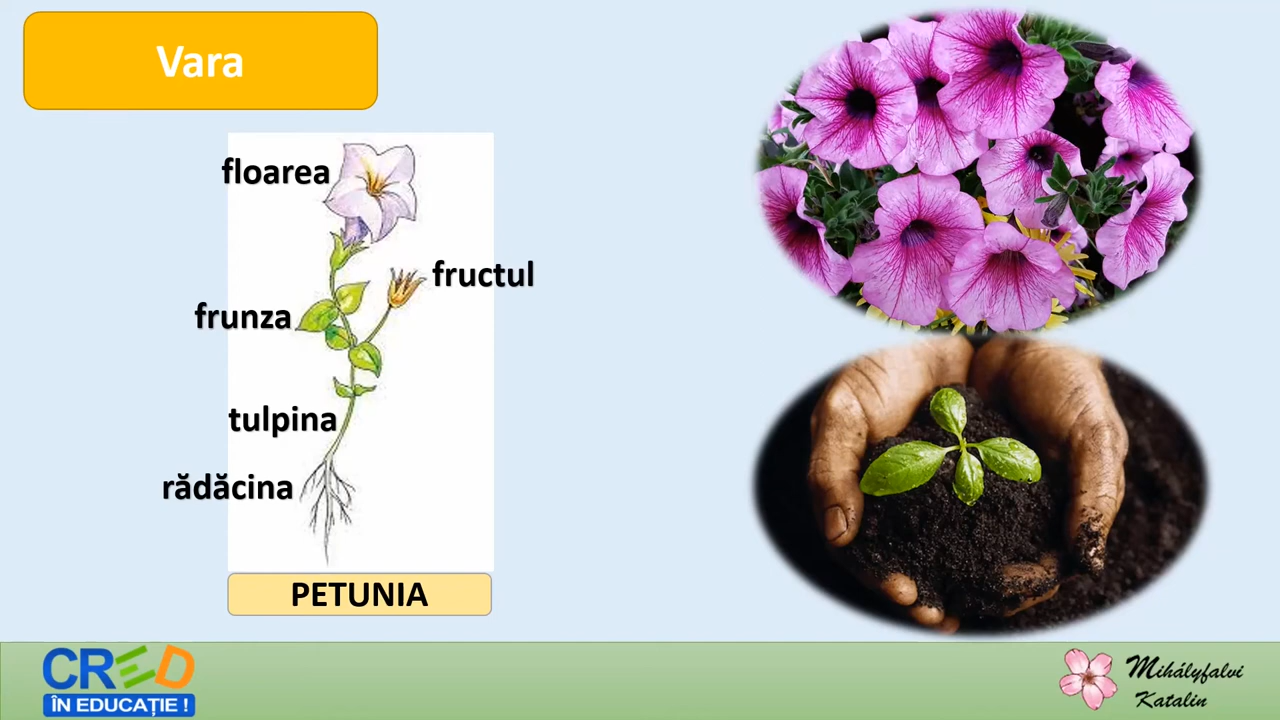 Vara
floarea
fructul
frunza
tulpina
rădăcina
PETUNIA
CRED
ÎN EDUCAȚIE !
Mihályfalvi
Katalin